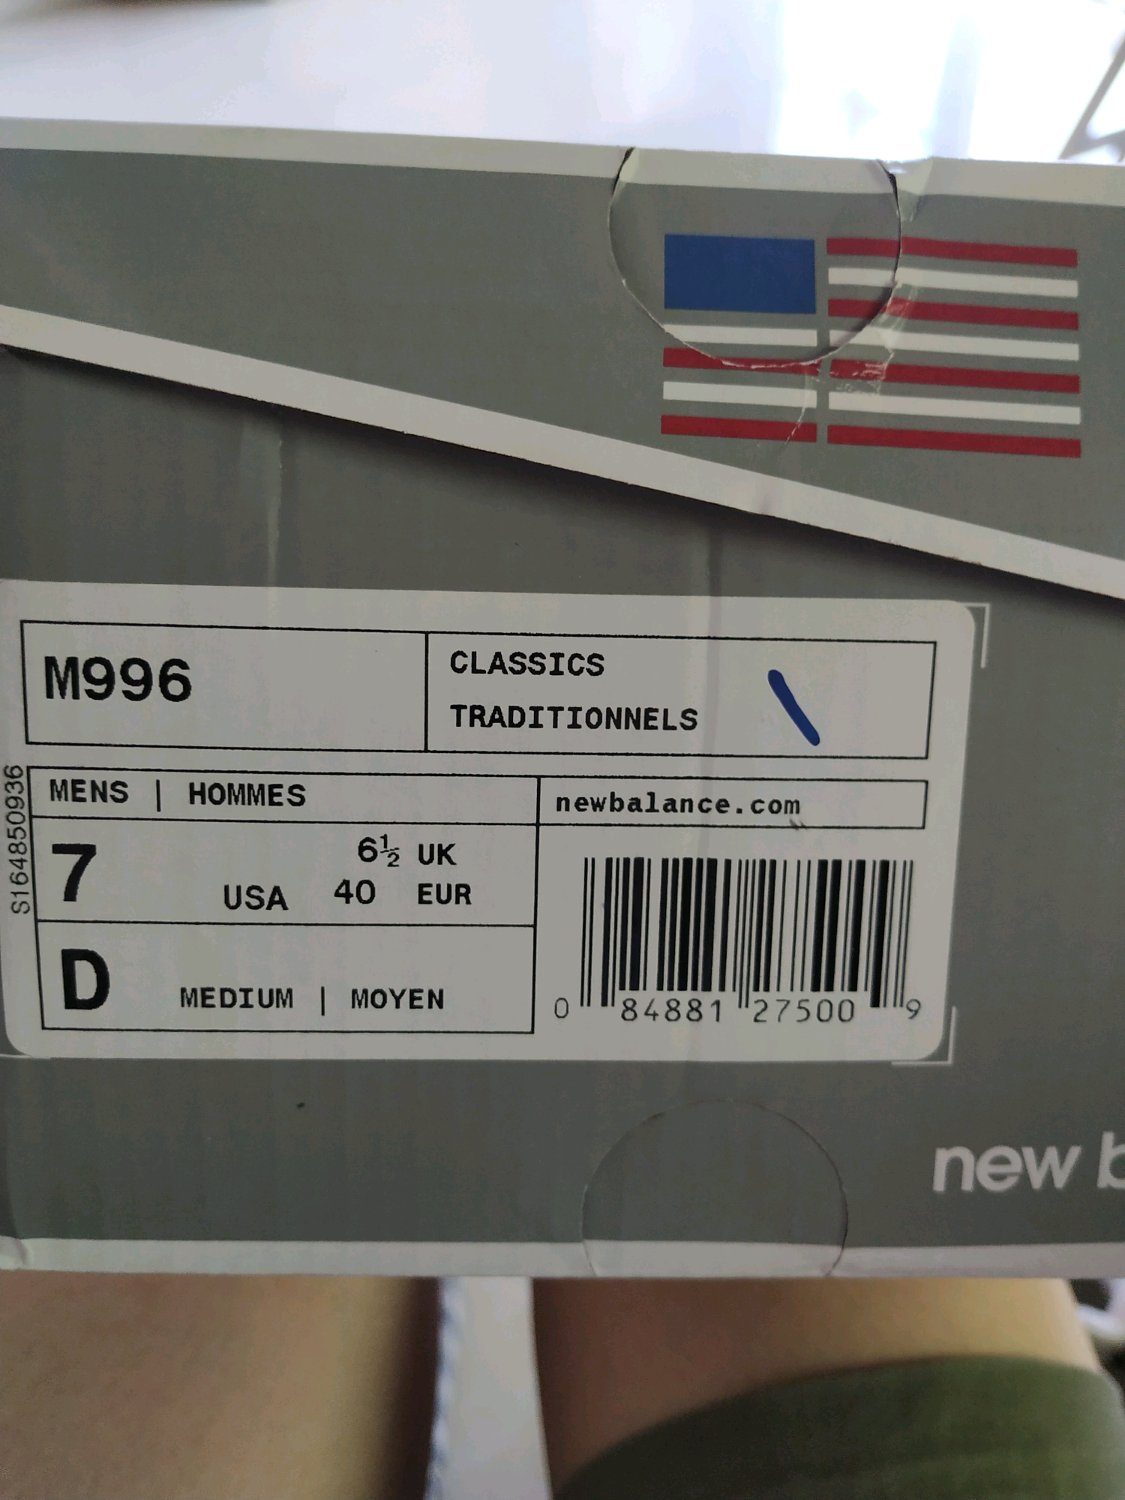 M996
CLASSICS
TRADITIONNELS
MENS | HOMMES
newbalance.com
7 USA 6½ UK
40 EUR
D MEDIUM | MOYEN
S164850936
0 84881 27500 9
new b